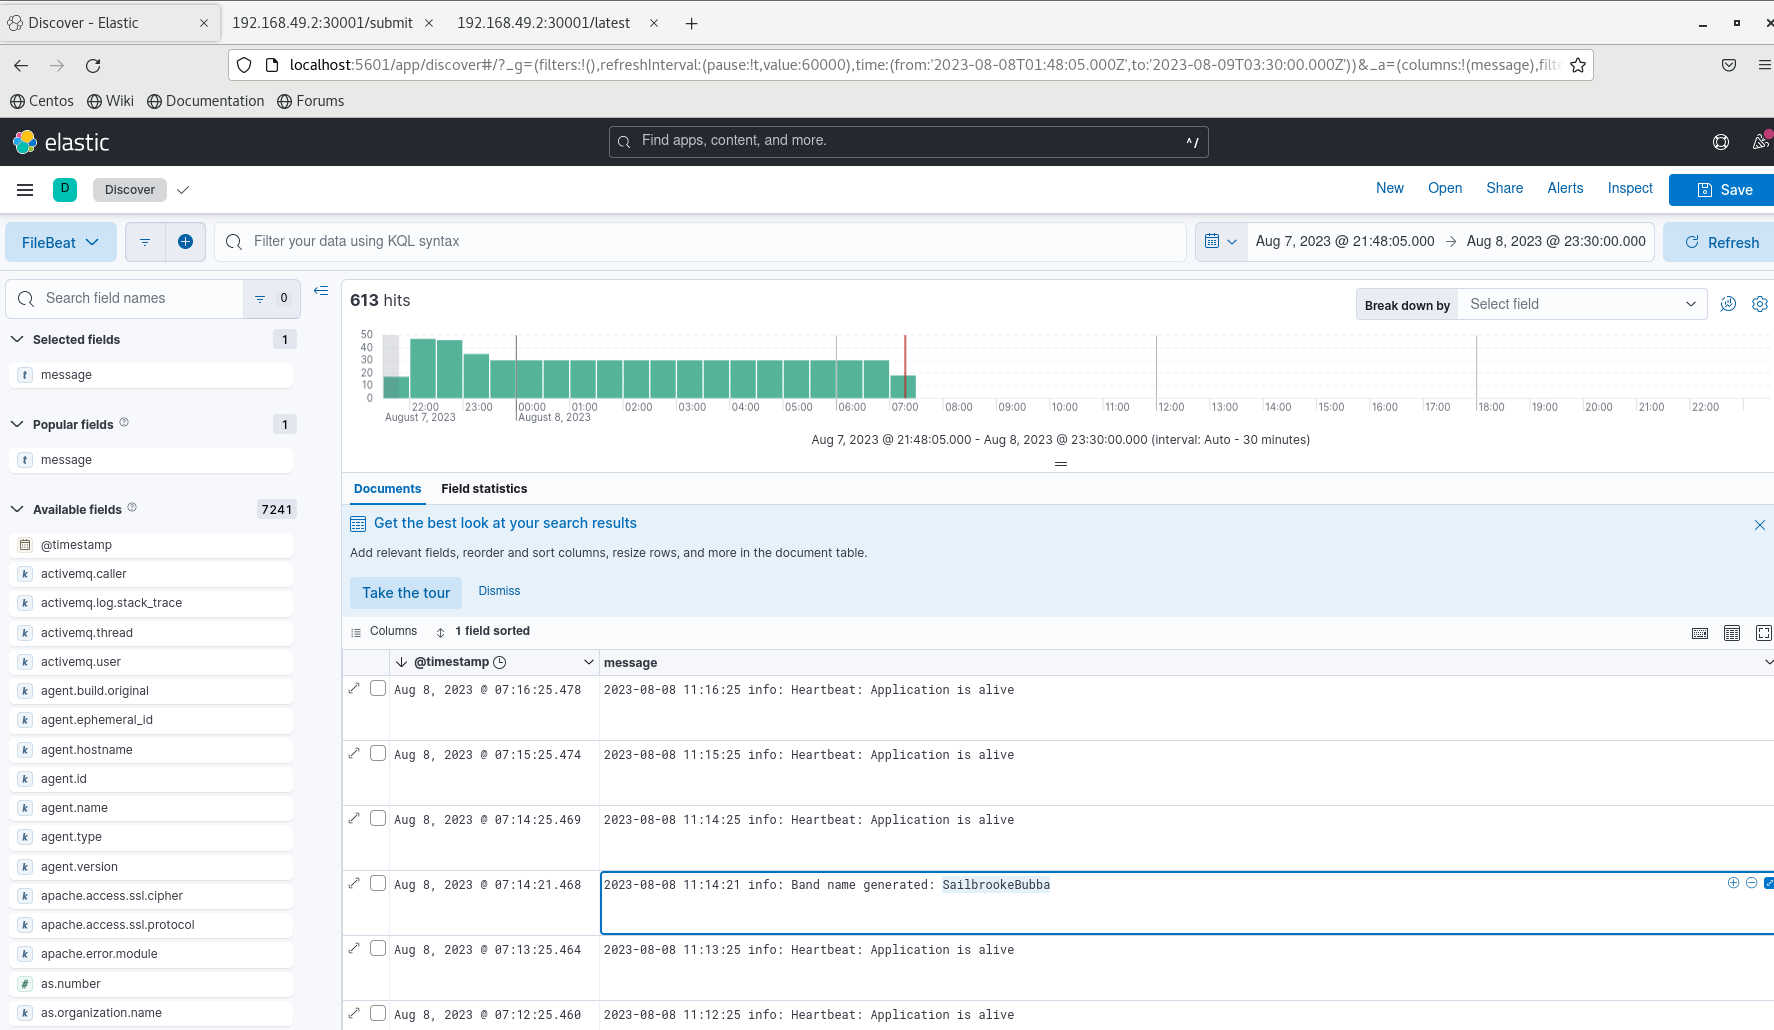 Discover - Elastic
192.168.49.2:30001/submit
192.168.49.2:30001/latest
localhost:5601/app/discover#/?_g=(filters:!(),refreshInterval:(pause:!t,value:60000),time:(from:'2023-08-08T01:48:05.000Z',to:'2023-08-09T03:30:00.000Z'))&_a=(columns:!(message),filte
Centos Wiki Documentation Forums
elastic
Find apps, content, and more.
^/
D
Discover
New Open Share Alerts Inspect Save
FileBeat
Filter your data using KQL syntax
Aug 7, 2023 @ 21:48:05.000 → Aug 8, 2023 @ 23:30:00.000
Refresh
Search field names
0
Selected fields 1
t message
Popular fields 1
t message
Available fields 7241
@timestamp
k activemq.caller
k activemq.log.stack_trace
k activemq.thread
k activemq.user
k agent.build.original
k agent.ephemeral_id
k agent.hostname
k agent.id
k agent.name
k agent.type
k agent.version
k apache.access.ssl.cipher
k apache.access.ssl.protocol
k apache.error.module
# as.number
k as.organization.name
613 hits
Break down by Select field
50
40
30
20
10
0
22:00 23:00 00:00 01:00 02:00 03:00 04:00 05:00 06:00 07:00 08:00 09:00 10:00 11:00 12:00 13:00 14:00 15:00 16:00 17:00 18:00 19:00 20:00 21:00 22:00
August 7, 2023 August 8, 2023
Aug 7, 2023 @ 21:48:05.000 - Aug 8, 2023 @ 23:30:00.000 (interval: Auto - 30 minutes)
Documents Field statistics
Get the best look at your search results
Add relevant fields, reorder and sort columns, resize rows, and more in the document table.
Take the tour Dismiss
Columns 1 field sorted
@timestamp message
Aug 8, 2023 @ 07:16:25.478 2023-08-08 11:16:25 info: Heartbeat: Application is alive
Aug 8, 2023 @ 07:15:25.474 2023-08-08 11:15:25 info: Heartbeat: Application is alive
Aug 8, 2023 @ 07:14:25.469 2023-08-08 11:14:25 info: Heartbeat: Application is alive
Aug 8, 2023 @ 07:14:21.468 2023-08-08 11:14:21 info: Band name generated: SailbrookeBubba
Aug 8, 2023 @ 07:13:25.464 2023-08-08 11:13:25 info: Heartbeat: Application is alive
Aug 8, 2023 @ 07:12:25.460 2023-08-08 11:12:25 info: Heartbeat: Application is alive